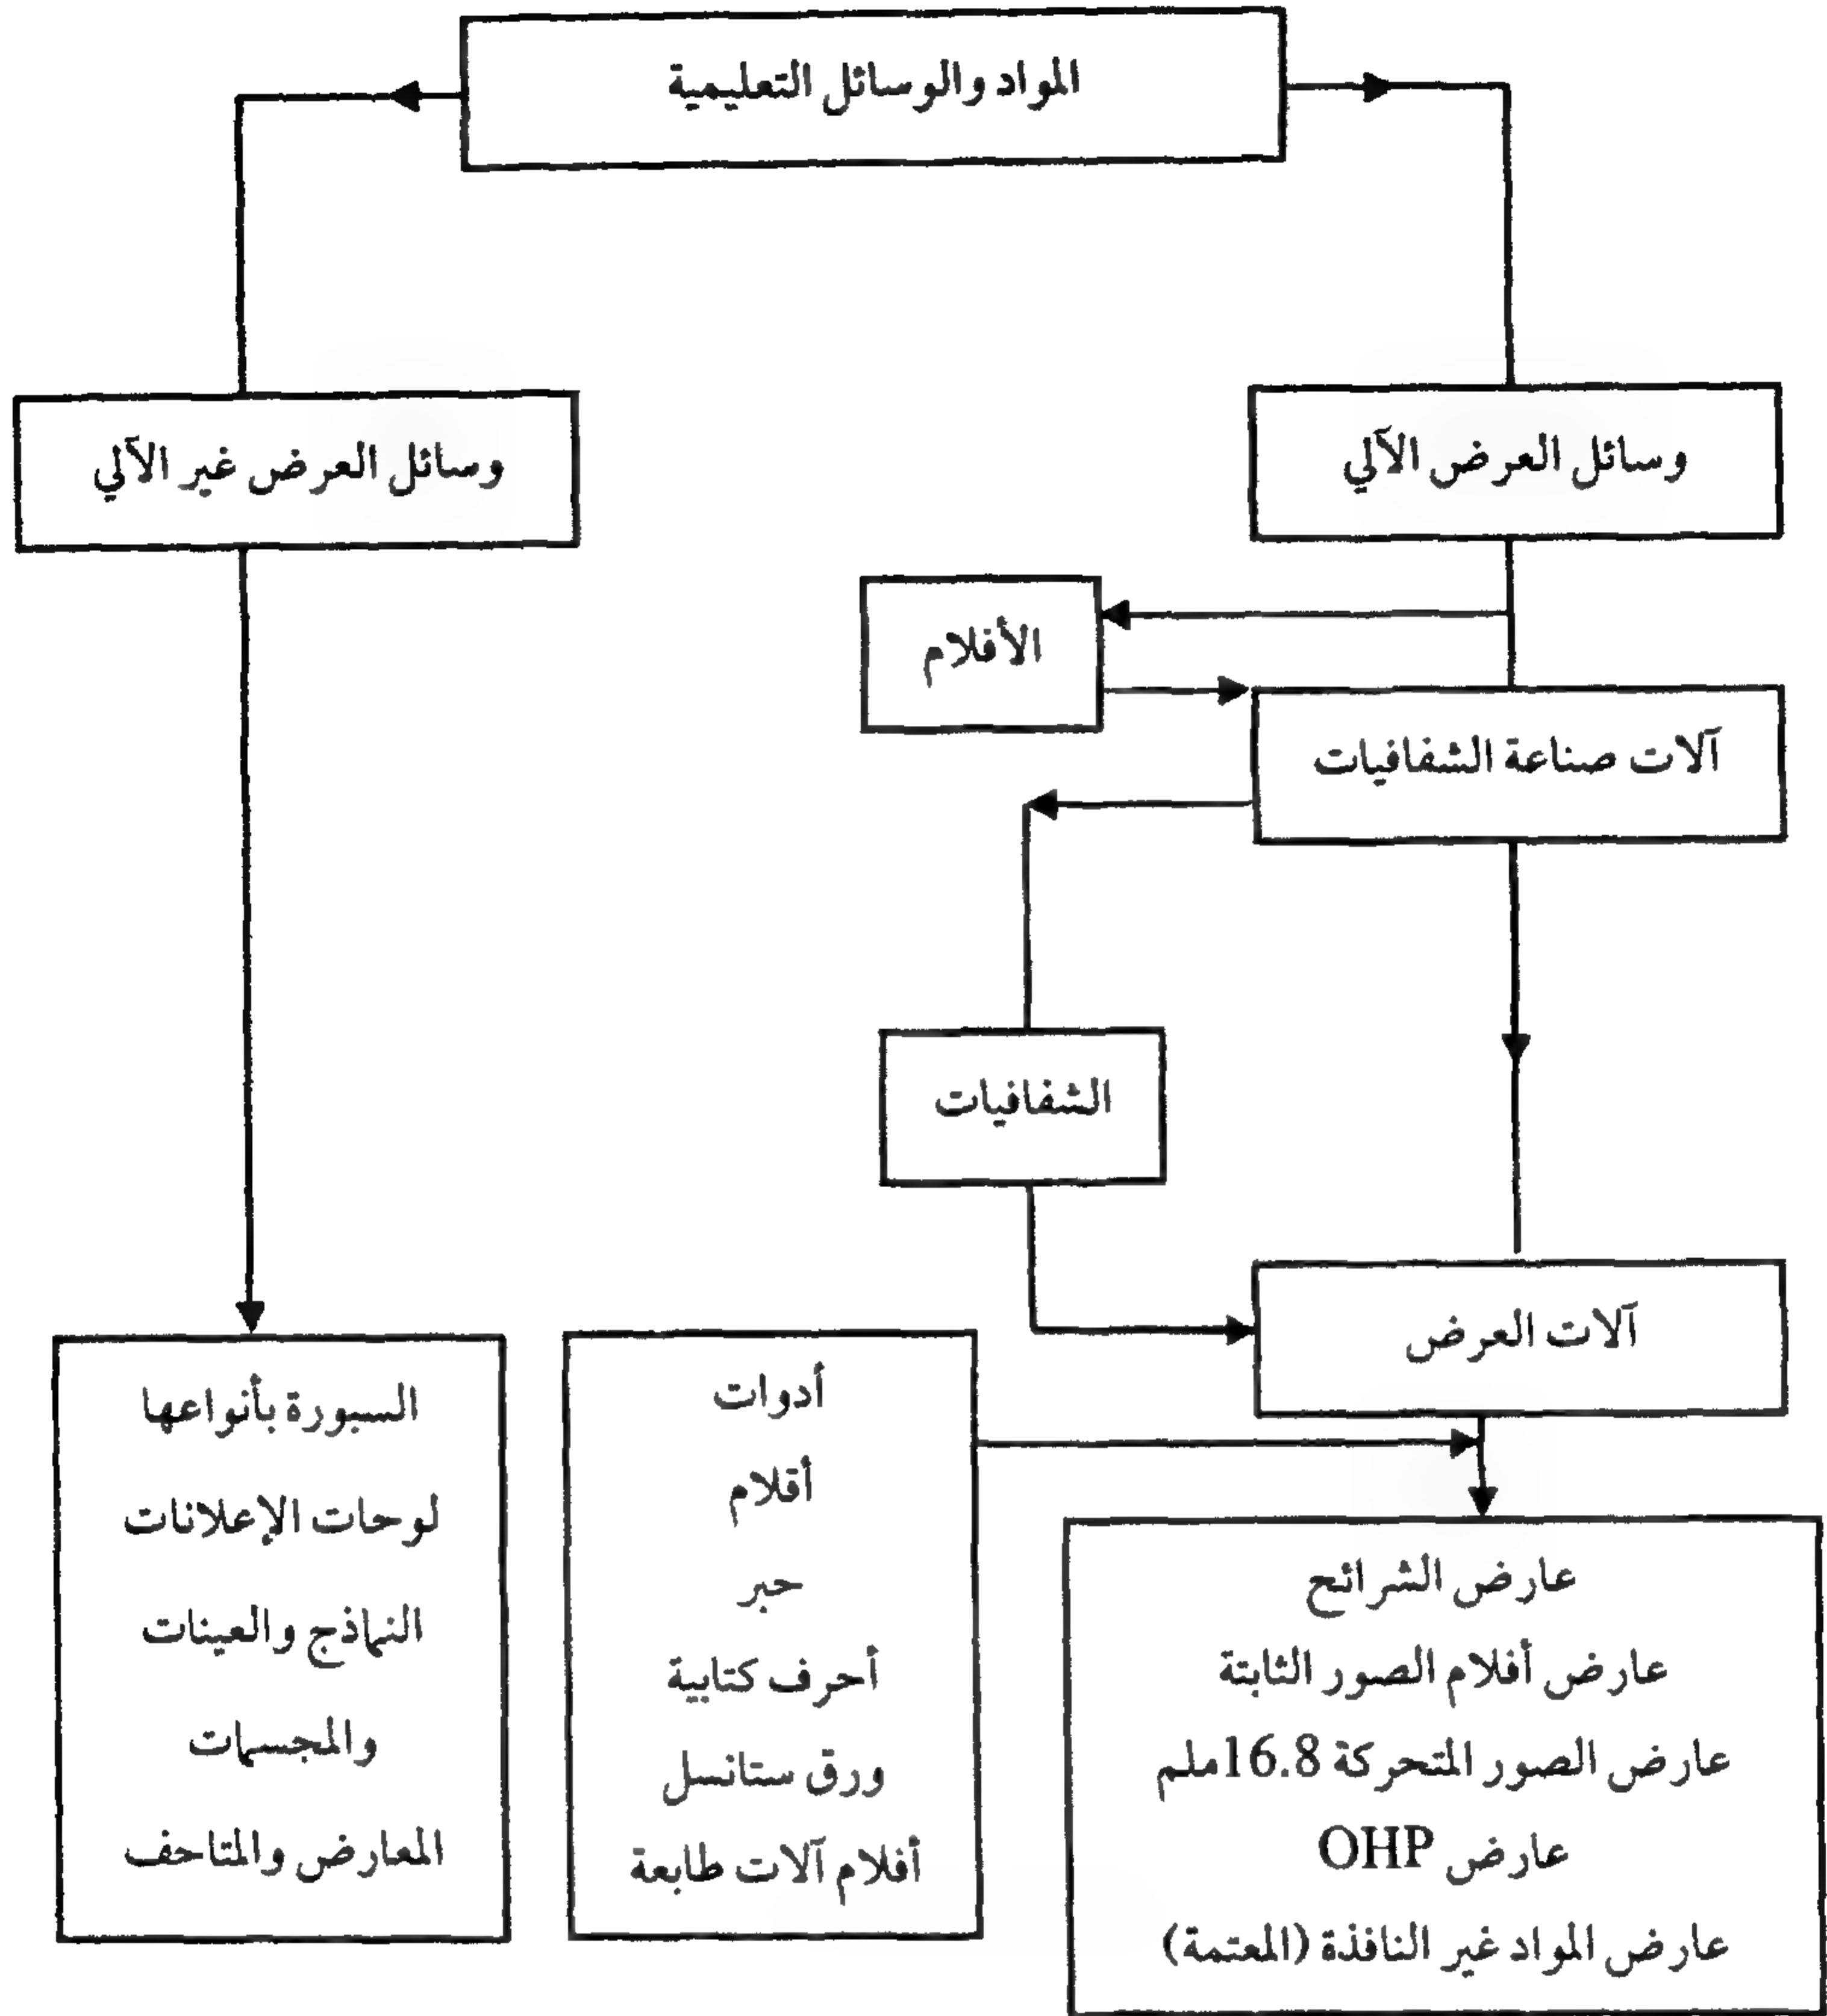 المواد والوسائل التعليمية
وسائل العرض الآلي
وسائل العرض غير الآلي
الأفلام
آلات صناعة الشفافيات
الشفافيات
آلات العرض
عارض الشرائح
عارض أفلام الصور الثابتة
عارض الصور المتحركة 16.8ملم
عارض OHP
عارض المواد غير النافذة (المعتمة)
أدوات
أقلام
حبر
أحرف كتابية
ورق ستانسل
أفلام آلات طابعة
السبورة بأنواعها
لوحات الإعلانات
النماذج والعينات
والمجسمات
المعارض والمتاحف